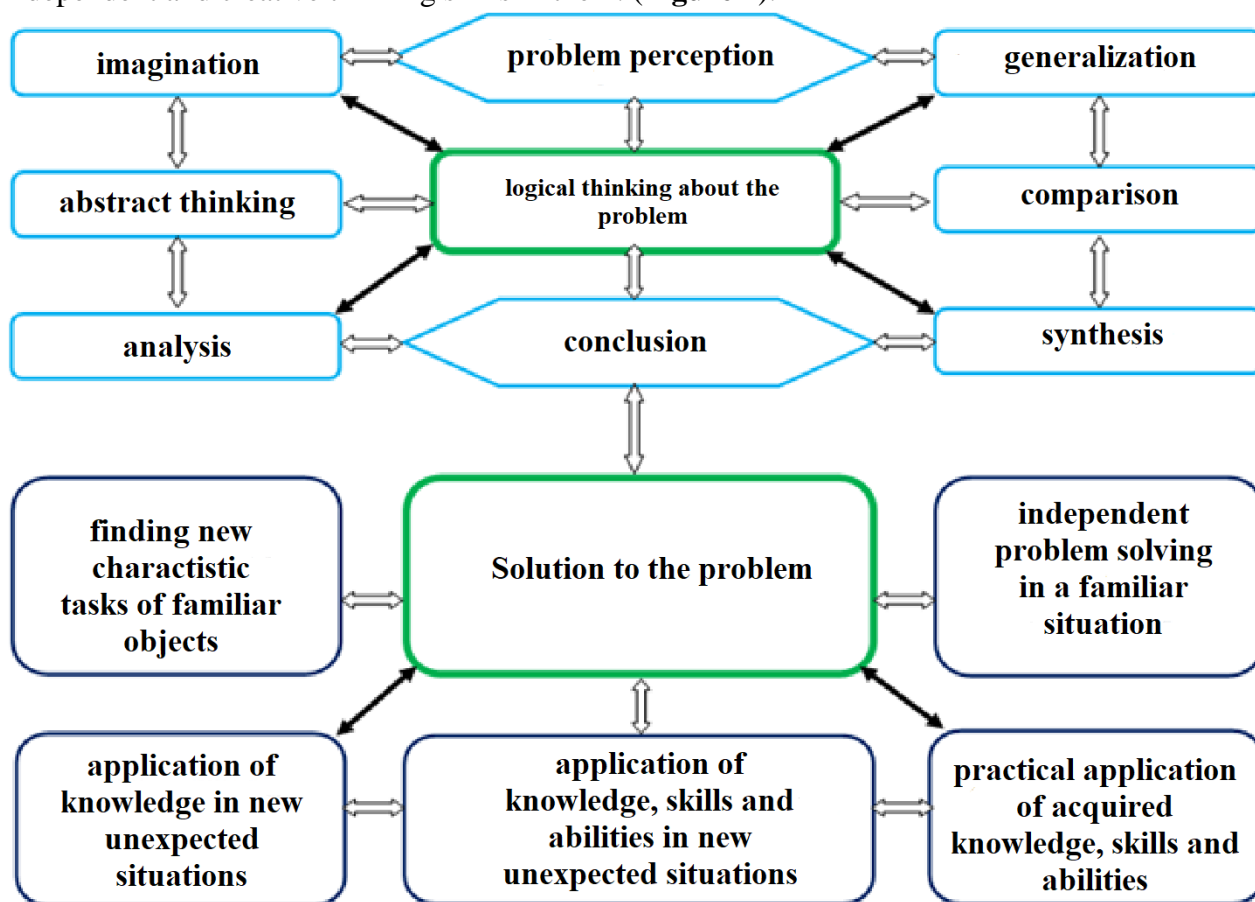 imagination
problem perception
generalization
abstract thinking
logical thinking about the
problem
comparison
analysis
conclusion
synthesis
finding new
charactistic
tasks of familiar
objects
Solution to the problem
independent
problem solving
in a familiar
situation
application of
knowledge in new
unexpected
situations
application of
knowledge, skills and
abilities in new
unexpected situations
practical application
of acquired
knowledge, skills and
abilities